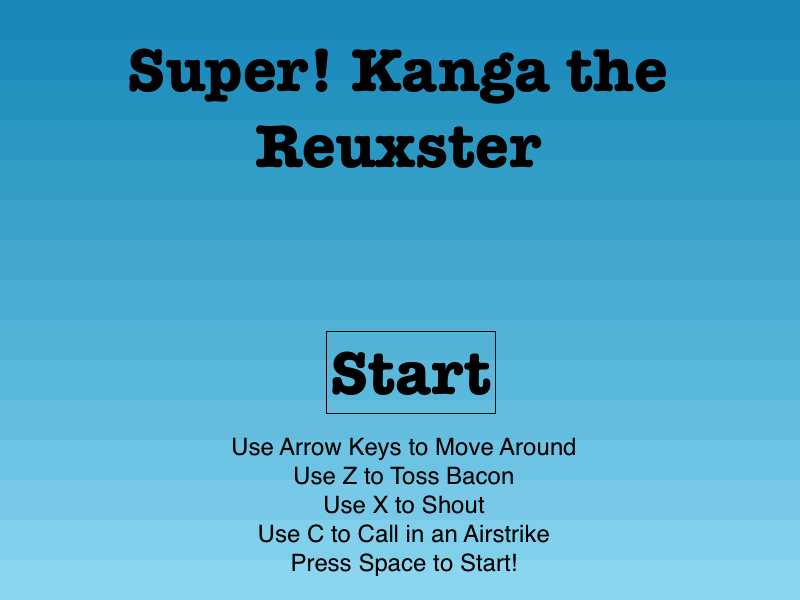 Super! Kanga the
Reuxster
Start
Use Arrow Keys to Move Around
Use Z to Toss Bacon
Use X to Shout
Use C to Call in an Airstrike
Press Space to Start!